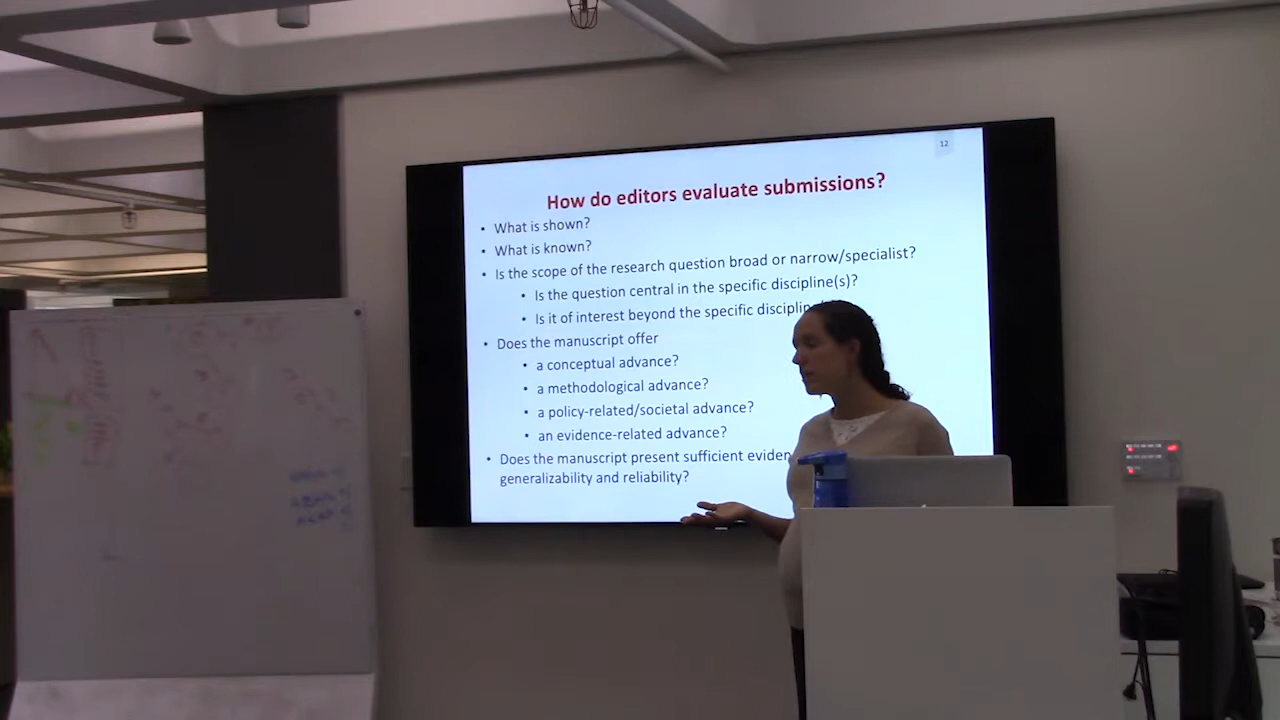 12
How do editors evaluate submissions?
• What is shown?
• What is known?
• Is the scope of the research question broad or narrow/specialist?
• Is the question central in the specific discipline(s)?
• Is it of interest beyond the specific
• Does the manuscript offer
• a conceptual advance?
• a methodological advance?
• a policy-related/societal advance?
• an evidence-related advance?
• Does the manuscript present sufficient
generalizability and reliability?